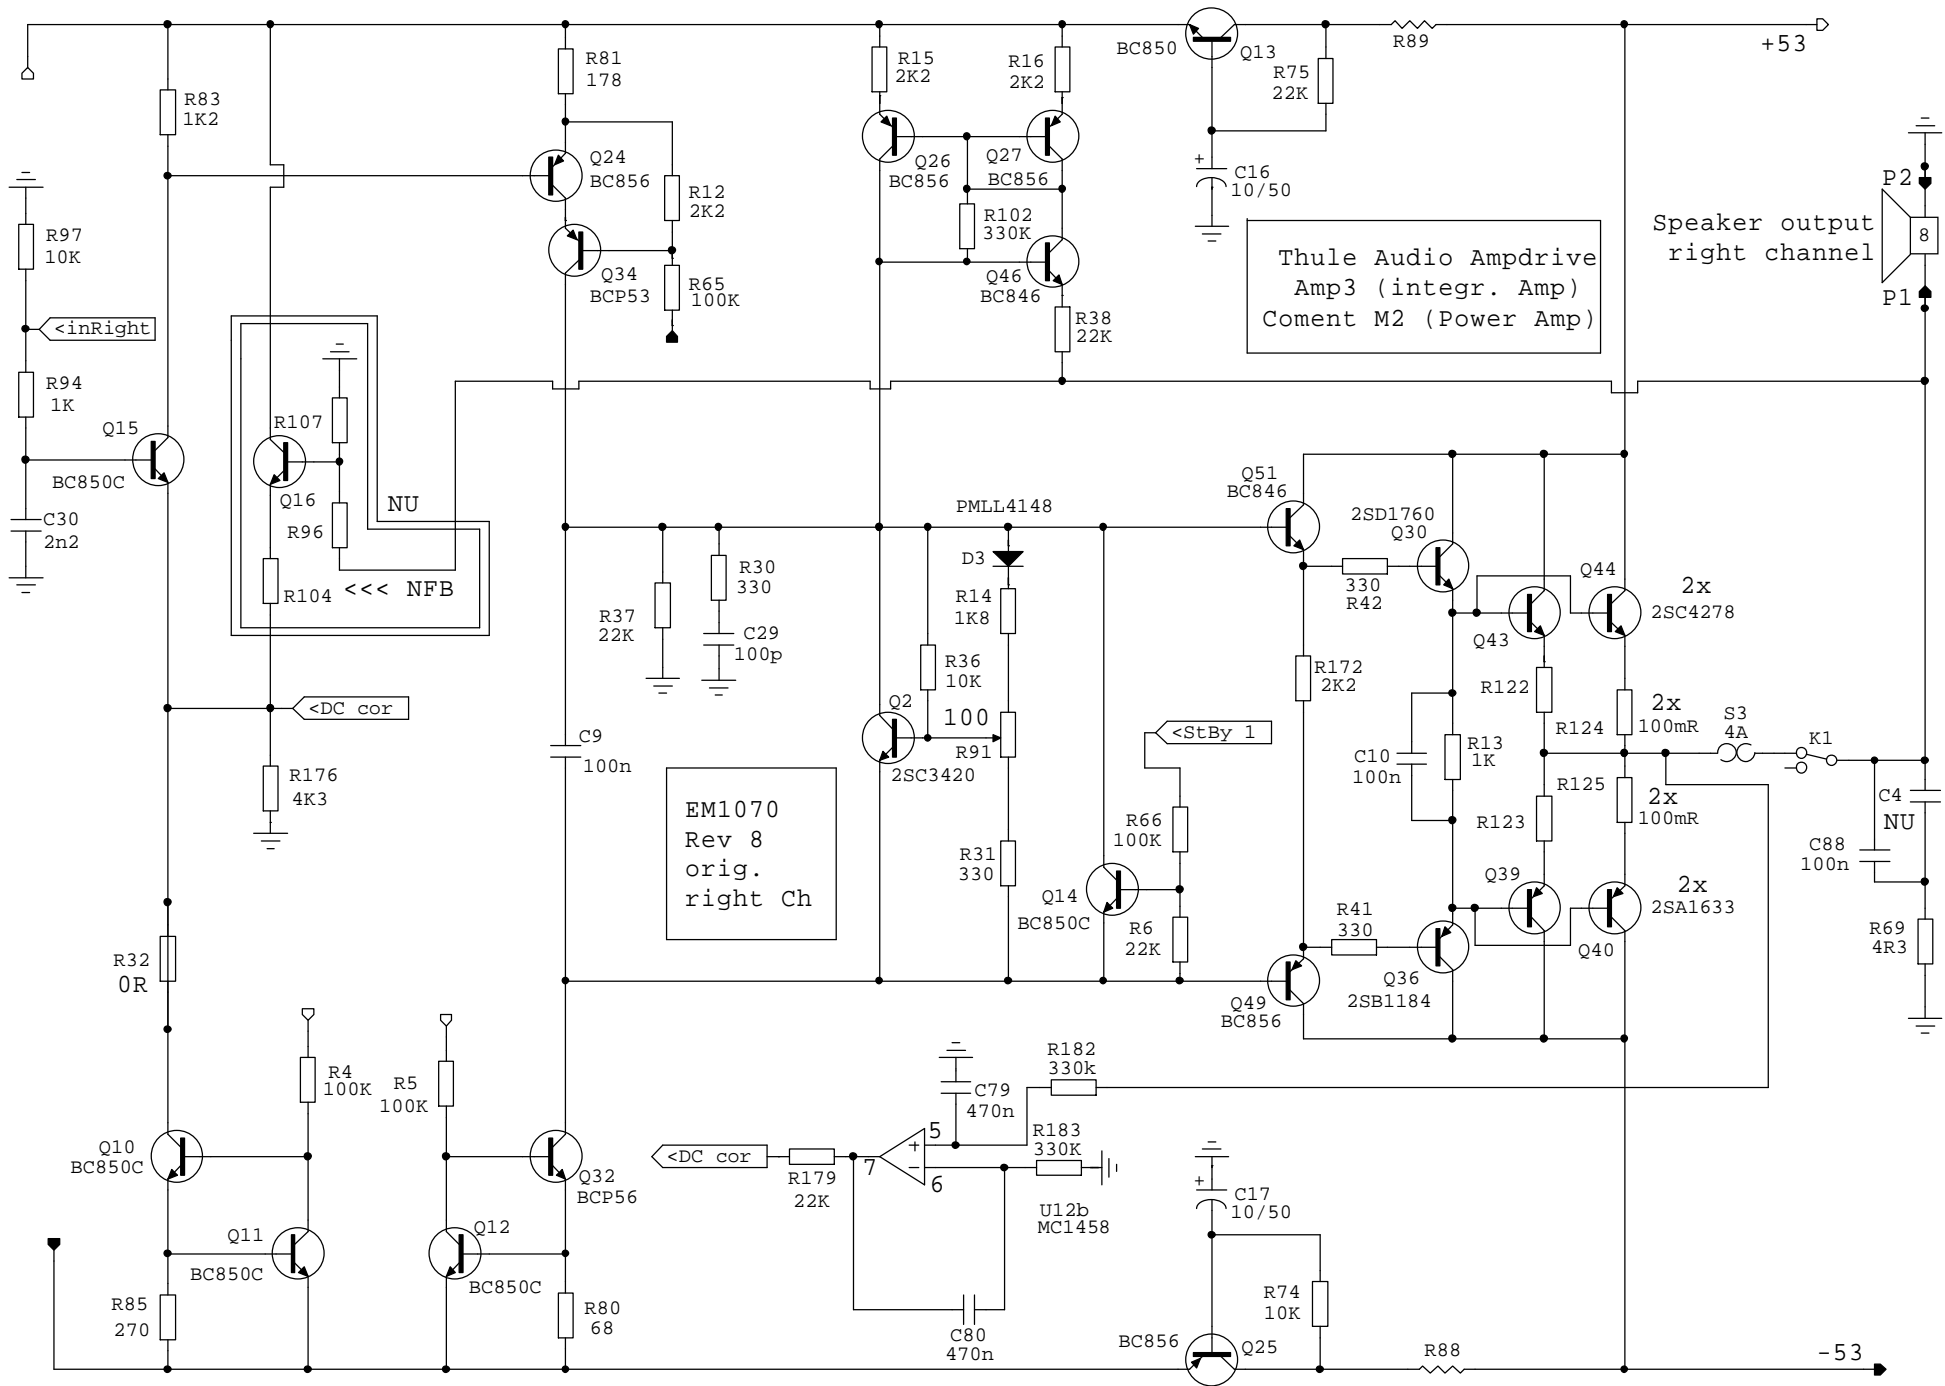 BC850
Q13
R89
+53
R81
178
R15
2K2
R16
2K2
R75
22K
R83
1K2
Q24
BC856
Q26
BC856
Q27
BC856
+
C16
10/50
P2
R12
2K2
R102
330K
Speaker output
right channel
8
R97
10K
Q34
BCP53
R65
100K
Q46
BC846
Thule Audio Ampdrive
Amp3 (integr. Amp)
Coment M2 (Power Amp)
P1
<inRight
R38
22K
R94
1K
R107
Q15
BC850C
Q16
NU
R96
R104
<<< NFB
C30
2n2
PMLL4148
D3
Q51
BC846
2SD1760
Q30
330
R42
Q44
2x
2SC4278
Q43
R37
22K
R30
330
C29
100p
R14
1K8
R36
10K
R172
2K2
R122
<DC cor
Q2
2SC3420
100
R91
<StBy 1
R124
2x
100mR
S3
4A
K1
C9
100n
C10
100n
R13
1K
R125
2x
100mR
R176
4K3
EM1070
Rev 8
orig.
right Ch
R66
100K
R123
C4
NU
C88
100n
R31
330
Q14
BC850C
R6
22K
Q39
2x
2SA1633
R41
330
Q40
R69
4R3
R32
0R
Q49
BC856
Q36
2SB1184
R4
100K
R5
100K
R182
330k
C79
470n
R183
330K
Q10
BC850C
Q32
BCP56
<DC cor
R179
22K
7
5
+
−
6
U12b
MC1458
+
C17
10/50
Q11
BC850C
Q12
BC850C
R85
270
R80
68
C80
470n
R74
10K
BC856
Q25
R88
-53